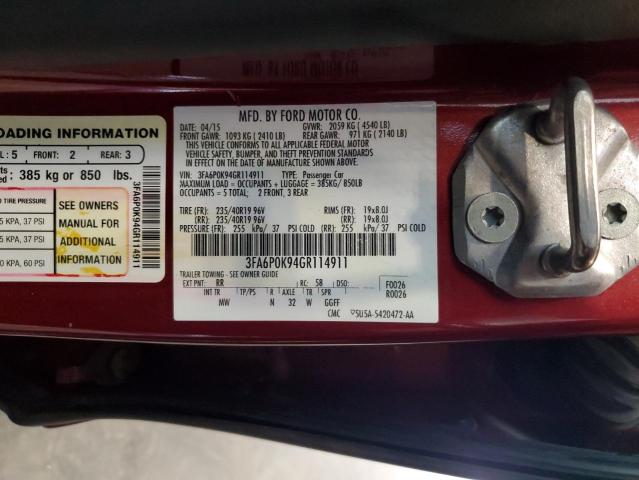 OADING INFORMATION
L: 5 FRONT: 2 REAR: 3
385 kg or 850 lbs.
TIRE PRESSURE
5 KPA, 37 PSI
5 KPA, 37 PSI
0 KPA, 60 PSI
SEE OWNERS
MANUAL FOR
ADDITIONAL
INFORMATION
3FA6P0K94GR114911
MFD. BY FORD MOTOR CO.
DATE: 04/15 GVWR: 2059 KG ( 4540 LB)
FRONT GAWR: 1093 KG ( 2410 LB) REAR GAWR: 971 KG ( 2140 LB)
THIS VEHICLE CONFORMS TO ALL APPLICABLE FEDERAL MOTOR
VEHICLE SAFETY, BUMPER, AND THEFT PREVENTION STANDARDS
IN EFFECT ON THE DATE OF MANUFACTURE SHOWN ABOVE.
VIN: 3FA6P0K94GR114911 TYPE: Passenger Car
MAXIMUM LOAD = OCCUPANTS + LUGGAGE = 385KG/ 850LB
OCCUPANTS = 5 TOTAL; 2 FRONT, 3 REAR
TIRE (FR): 235/40R19 96V RIMS (FR): 19x8.0J
(RR): 235/40R19 96V (RR): 19x8.0J
PRESSURE (FR): 255 kPa/ 37 PSI COLD (RR): 255 kPa/ 37 PSI COLD
3FA6P0K94GR114911
TRAILER TOWING - SEE OWNER GUIDE
EXT PNT: RR RC: 58 DSO: F0026
R0026
INT TR TP/PS R AXLE TR SPR
MW N 32 W GGFF
CMC 5U5A-5420472-AA